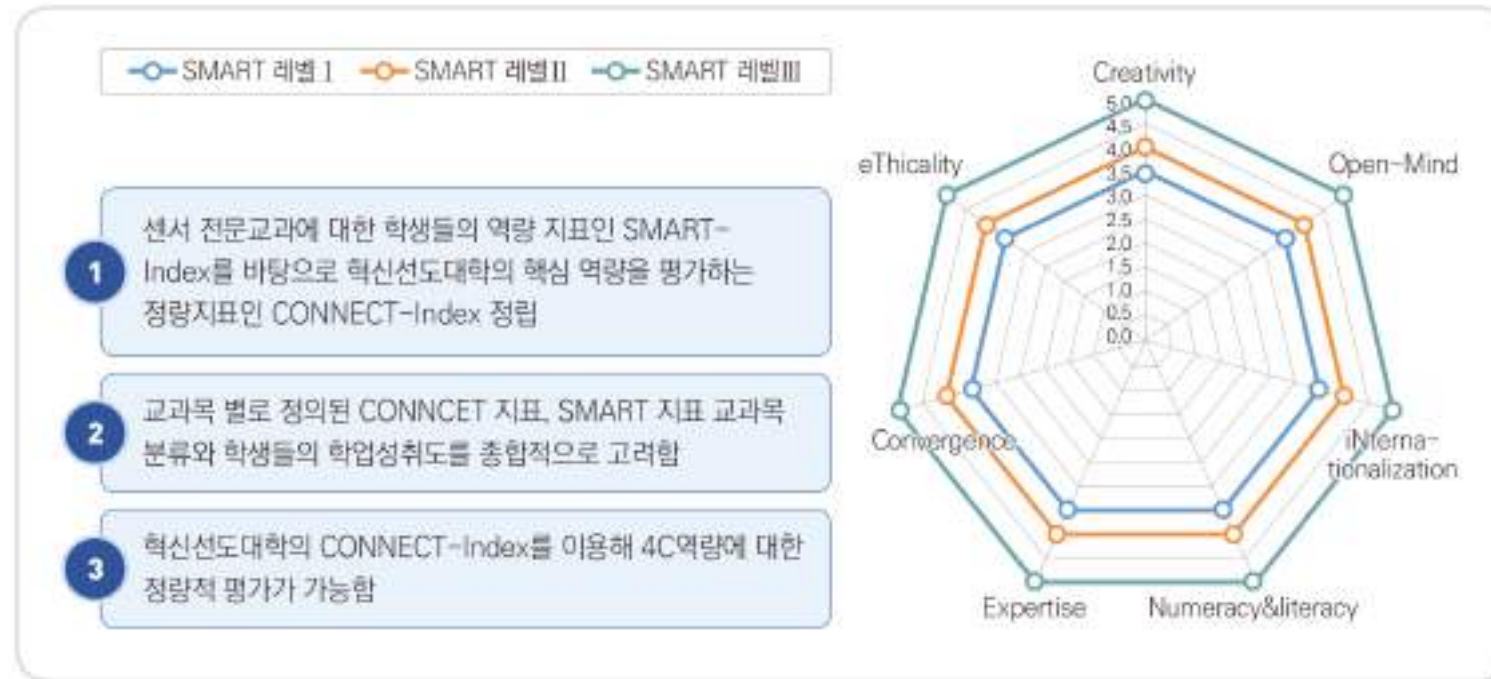 SMART 레벨Ⅰ SMART 레벨Ⅱ SMART 레벨Ⅲ
1
센서 전문교과에 대한 학생들의 역량 지표인 SMART-
Index를 바탕으로 혁신선도대학의 핵심 역량을 평가하는
정량지표인 CONNECT-Index 정립
2
교과목 별로 정의된 CONNCET 지표, SMART 지표 교과목
분류와 학생들의 학업성취도를 종합적으로 고려함
3
혁신선도대학의 CONNECT-Index를 이용해 4C역량에 대한
정량적 평가가 가능함
Creativity
5.0
4.5
4.0
3.5
3.0
2.5
2.0
1.5
1.0
0.5
0.0
eThicality
Open-Mind
Convergence
iNterna-
tionalization
Expertise
Numeracy&literacy